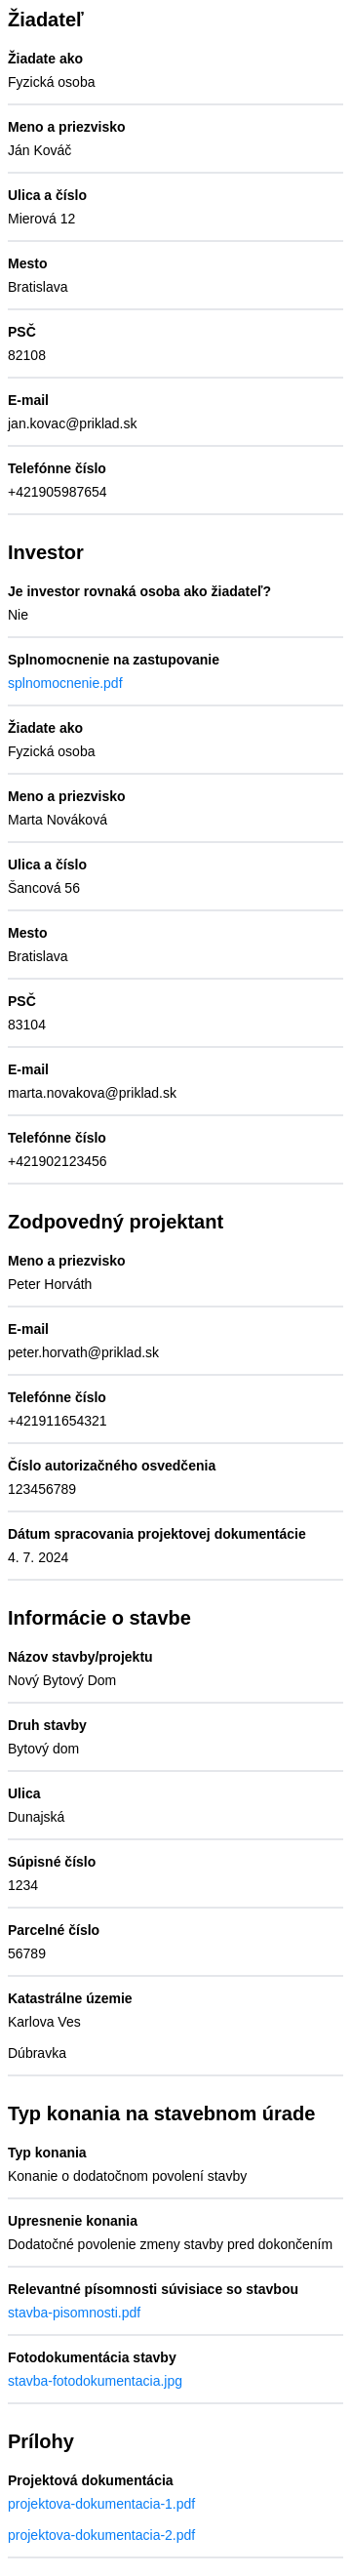 Žiadateľ
Žiadate ako
Fyzická osoba
Meno a priezvisko
Ján Kováč
Ulica a číslo
Mierová 12
Mesto
Bratislava
PSČ
82108
E-mail
jan.kovac@priklad.sk
Telefónne číslo
+421905987654
Investor
Je investor rovnaká osoba ako žiadateľ?
Nie
Splnomocnenie na zastupovanie
splnomocnenie.pdf
Žiadate ako
Fyzická osoba
Meno a priezvisko
Marta Nováková
Ulica a číslo
Šancová 56
Mesto
Bratislava
PSČ
83104
E-mail
marta.novakova@priklad.sk
Telefónne číslo
+421902123456
Zodpovedný projektant
Meno a priezvisko
Peter Horváth
E-mail
peter.horvath@priklad.sk
Telefónne číslo
+421911654321
Číslo autorizačného osvedčenia
123456789
Dátum spracovania projektovej dokumentácie
4. 7. 2024
Informácie o stavbe
Názov stavby/projektu
Nový Bytový Dom
Druh stavby
Bytový dom
Ulica
Dunajská
Súpisné číslo
1234
Parcelné číslo
56789
Katastrálne územie
Karlova Ves
Dúbravka
Typ konania na stavebnom úrade
Typ konania
Konanie o dodatočnom povolení stavby
Upresnenie konania
Dodatočné povolenie zmeny stavby pred dokončením
Relevantné písomnosti súvisiace so stavbou
stavba-pisomnosti.pdf
Fotodokumentácia stavby
stavba-fotodokumentacia.jpg
Prílohy
Projektová dokumentácia
projektova-dokumentacia-1.pdf
projektova-dokumentacia-2.pdf